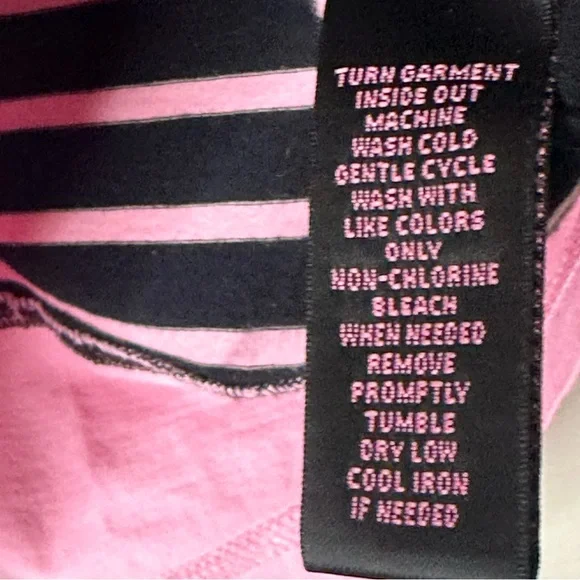 TURN GARMENT
INSIDE OUT
MACHINE
WASH COLD
GENTLE CYCLE
WASH WITH
LIKE COLORS
ONLY
NON-CHLORINE
BLEACH
WHEN NEEDED
REMOVE
PROMPTLY
TUMBLE
DRY LOW
COOL IRON
IF NEEDED